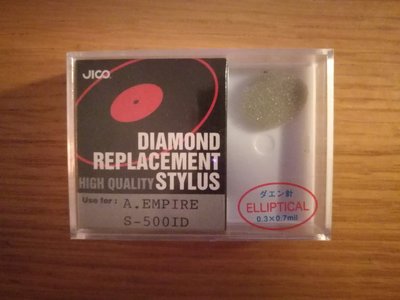 JICO
DIAMOND
REPLACEMENT
HIGH QUALITY STYLUS
Use for: A.EMPIRE
S-500ID
ダエン針
ELLIPTICAL
0.3×0.7mil